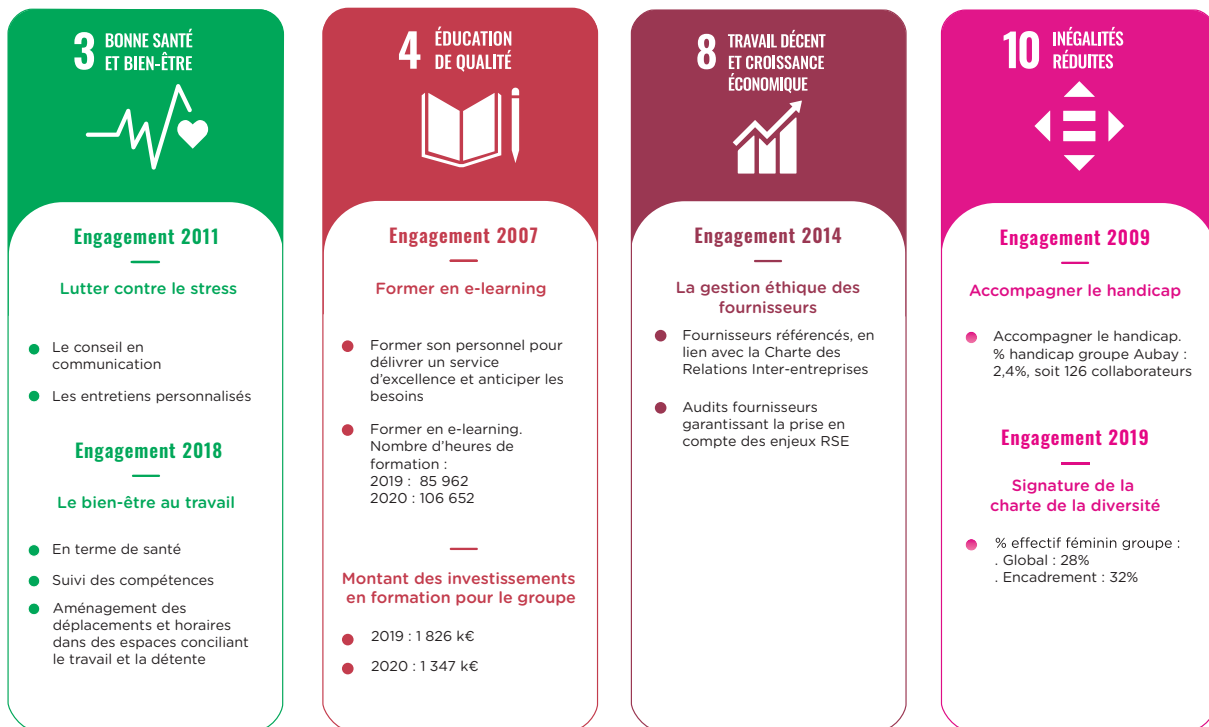 3 BONNE SANTÉ
ET BIEN-ÊTRE
Engagement 2011
Lutter contre le stress
Le conseil en
communication
Les entretiens personnalisés
Engagement 2018
Le bien-être au travail
En terme de santé
Suivi des compétences
Aménagement des
déplacements et horaires
dans des espaces conciliant
le travail et la détente
4 ÉDUCATION
DE QUALITÉ
Engagement 2007
Former en e-learning
Former son personnel pour
délivrer un service
d'excellence et anticiper les
besoins
Former en e-learning.
Nombre d'heures de
formation :
2019 : 85 962
2020 : 106 652
Montant des investissements
en formation pour le groupe
2019 : 1 826 k€
2020 : 1 347 k€
8 TRAVAIL DÉCENT
ET CROISSANCE
ÉCONOMIQUE
Engagement 2014
La gestion éthique des
fournisseurs
Fournisseurs référencés, en
lien avec la Charte des
Relations Inter-entreprises
Audits fournisseurs
garantissant la prise en
compte des enjeux RSE
10 INÉGALITÉS
RÉDUITES
Engagement 2009
Accompagner le handicap
Accompagner le handicap.
% handicap groupe Aubay :
2,4%, soit 126 collaborateurs
Engagement 2019
Signature de la
charte de la diversité
% effectif féminin groupe :
. Global : 28%
. Encadrement : 32%